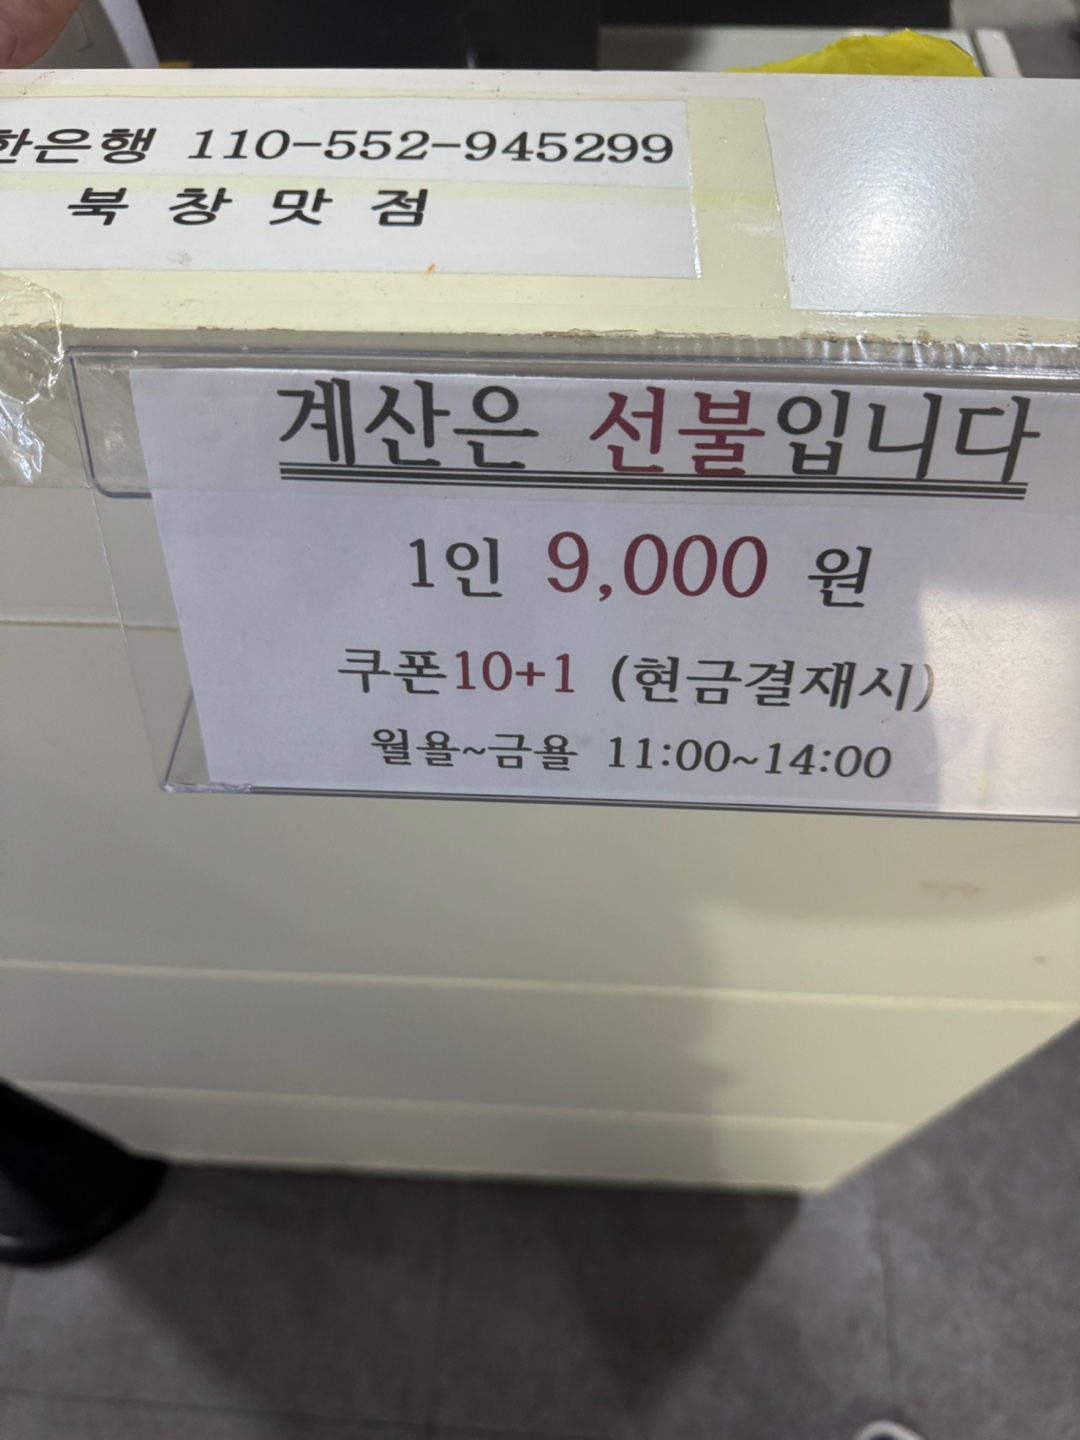 한은행 110-552-945299
북창맛점
계산은 선불입니다
1인 9,000 원
쿠폰10+1 (현금결재시)
월욜~금욜 11:00~14:00